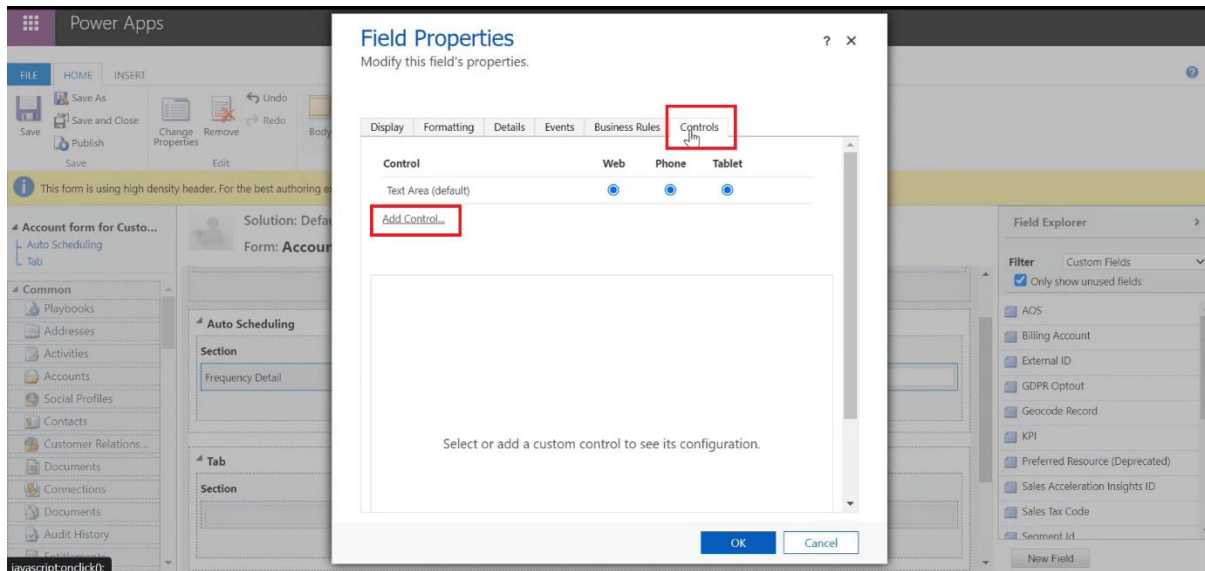 Power Apps
FILE HOME INSERT
Save
Save As
Save and Close
Publish
Save
Change Properties
Remove
Undo
Redo
Edit
Body
This form is using high density header. For the best authoring
Account form for Custo...
Auto Scheduling
Tab
Common
Playbooks
Addresses
Activities
Accounts
Social Profiles
Contacts
Customer Relations...
Documents
Connections
Documents
Audit History
Entitlements
javascript:onclick();
Solution: Defau
Form: Accour
Auto Scheduling
Section
Frequency Detail
Tab
Section
Field Properties
? ×
Modify this field's properties.
Display Formatting Details Events Business Rules Controls
Control Web Phone Tablet
Text Area (default)
Add Control...
Select or add a custom control to see its configuration.
OK Cancel
Field Explorer >
Filter Custom Fields
Only show unused fields
AOS
Billing Account
External ID
GDPR Optout
Geocode Record
KPI
Preferred Resource (Deprecated)
Sales Acceleration Insights ID
Sales Tax Code
Segment Id
New Field